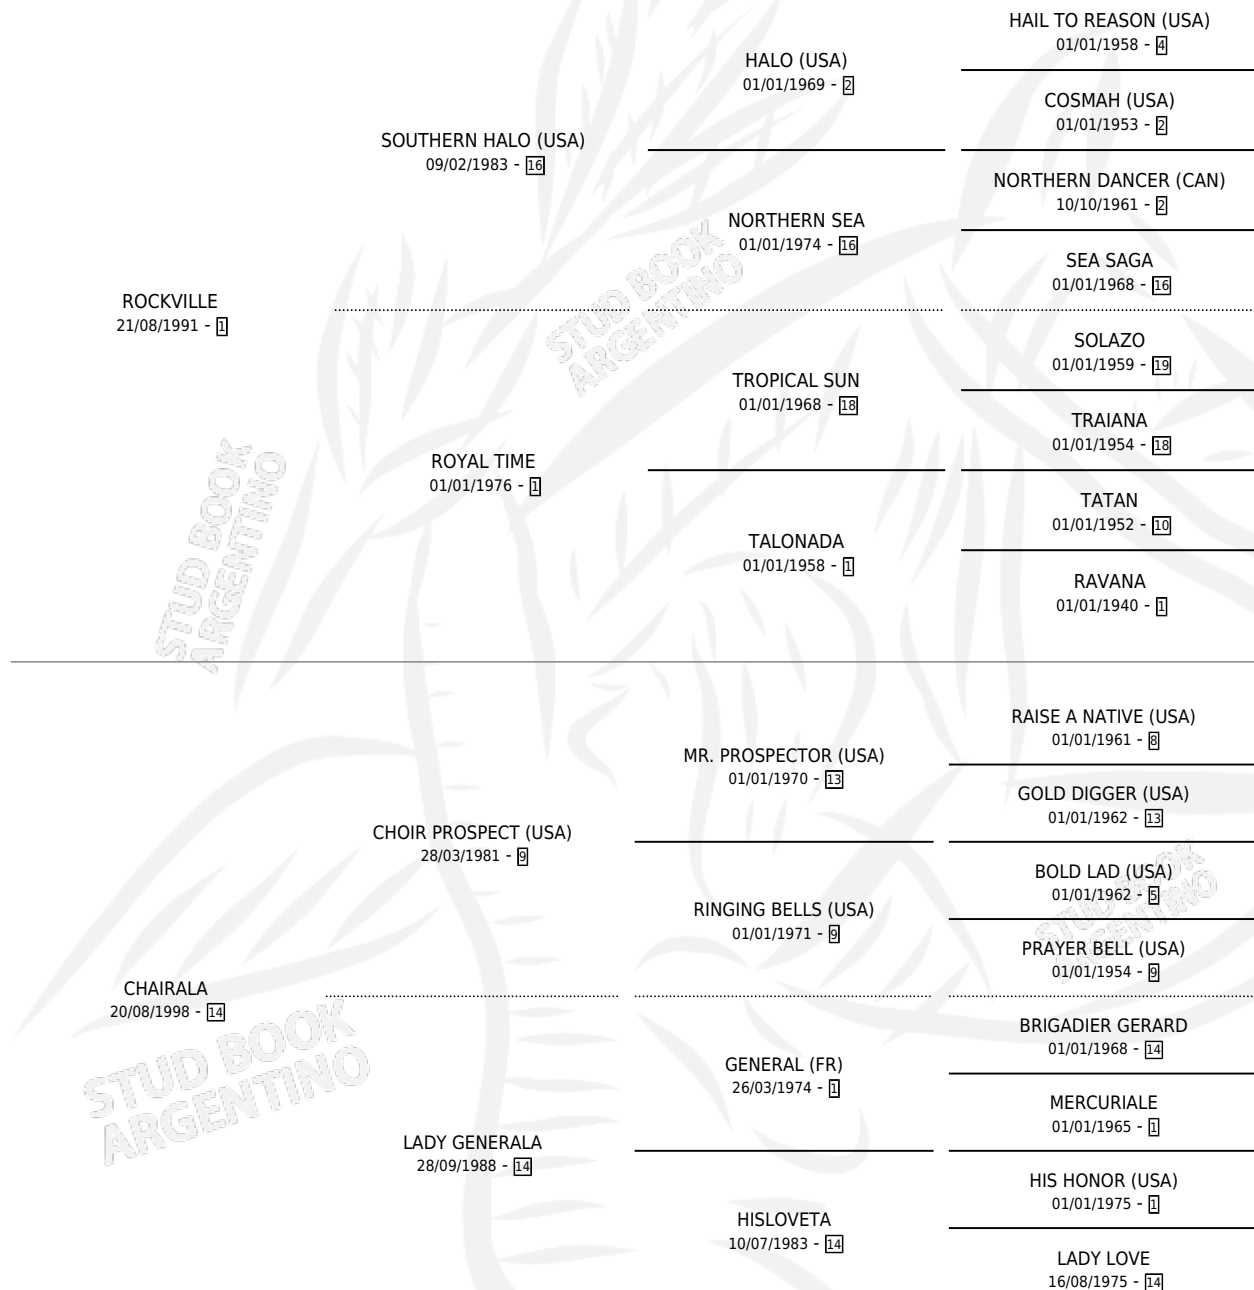 HAIL TO REASON (USA)
01/01/1958 - 4
HALO (USA)
01/01/1969 - 2
COSMAH (USA)
01/01/1953 - 2
SOUTHERN HALO (USA)
09/02/1983 - 16
NORTHERN DANCER (CAN)
10/10/1961 - 2
NORTHERN SEA
01/01/1974 - 16
SEA SAGA
01/01/1968 - 16
ROCKVILLE
21/08/1991 - 1
SOLAZO
01/01/1959 - 19
TROPICAL SUN
01/01/1968 - 18
TRAIANA
01/01/1954 - 18
ROYAL TIME
01/01/1976 - 1
TATAN
01/01/1952 - 10
TALONADA
01/01/1958 - 1
RAVANA
01/01/1940 - 1
RAISE A NATIVE (USA)
01/01/1961 - 8
MR. PROSPECTOR (USA)
01/01/1970 - 13
GOLD DIGGER (USA)
01/01/1962 - 13
CHOIR PROSPECT (USA)
28/03/1981 - 9
BOLD LAD (USA)
01/01/1962 - 5
RINGING BELLS (USA)
01/01/1971 - 9
PRAYER BELL (USA)
01/01/1954 - 9
CHAIRALA
20/08/1998 - 14
BRIGADIER GERARD
01/01/1968 - 14
GENERAL (FR)
26/03/1974 - 1
MERCURIALE
01/01/1965 - 1
LADY GENERALA
28/09/1988 - 14
HIS HONOR (USA)
01/01/1975 - 1
HISLOVETA
10/07/1983 - 14
LADY LOVE
16/08/1975 - 14
STUD BOOK
ARGENTINO
STUD BOOK
ARGENTINO
STUD BOOK
ARGENTINO
STUD BOOK
ARGENTINO